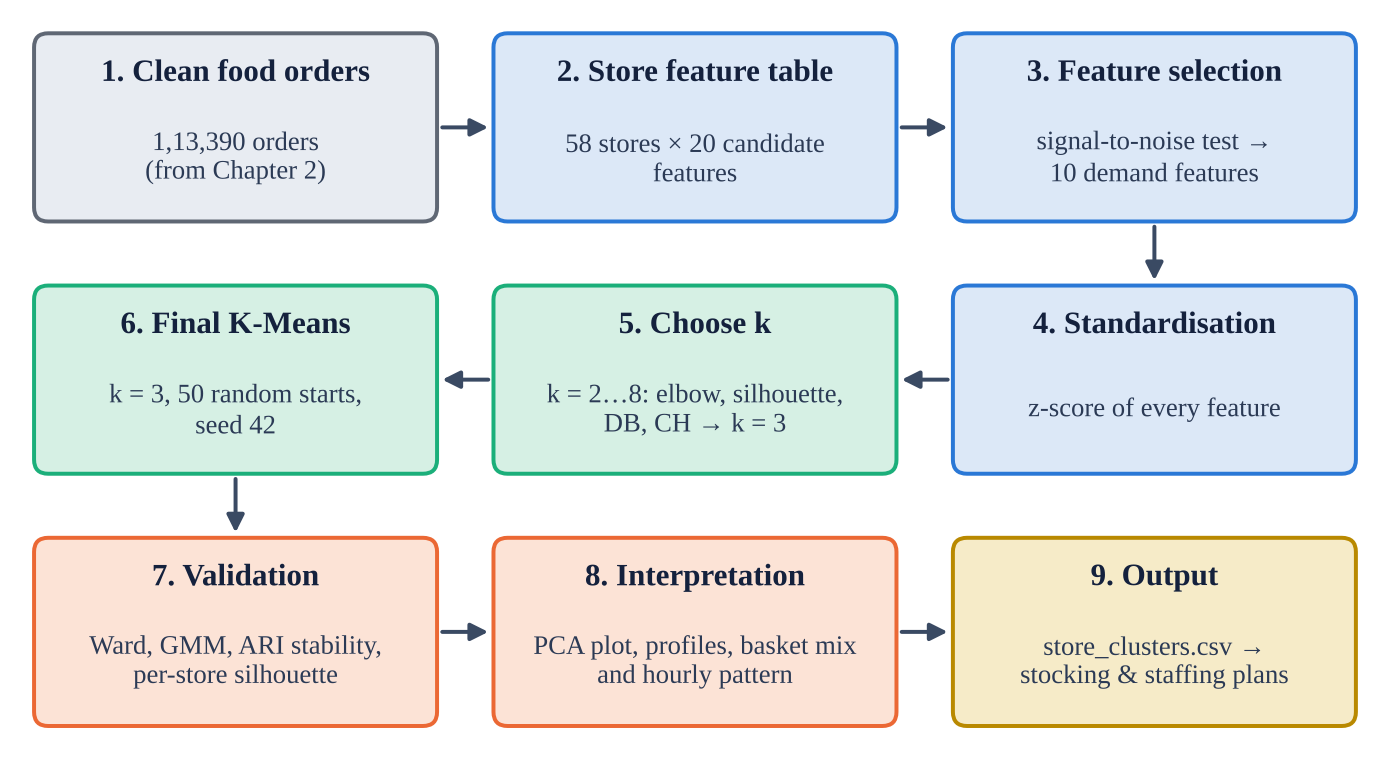 1. Clean food orders
1,13,390 orders
(from Chapter 2)
2. Store feature table
58 stores × 20 candidate
features
3. Feature selection
signal-to-noise test →
10 demand features
4. Standardisation
z-score of every feature
5. Choose k
k = 2…8: elbow, silhouette,
DB, CH → k = 3
6. Final K-Means
k = 3, 50 random starts,
seed 42
7. Validation
Ward, GMM, ARI stability,
per-store silhouette
8. Interpretation
PCA plot, profiles, basket mix
and hourly pattern
9. Output
store_clusters.csv →
stocking & staffing plans